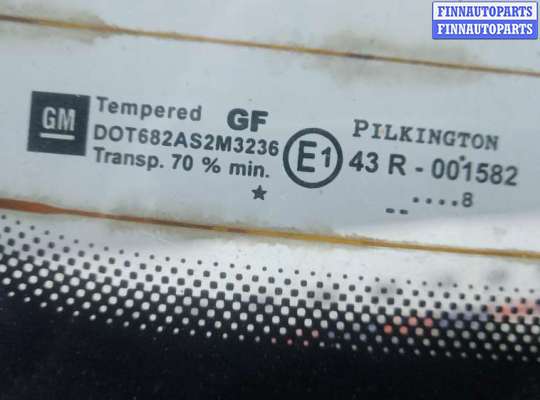 FINNAUTOPARTS
FINNAUTOPARTS
GM
Tempered GF
DOT682AS2M3236
Transp. 70 % min.
E1
PILKINGTON
43 R - 001582
....8
--